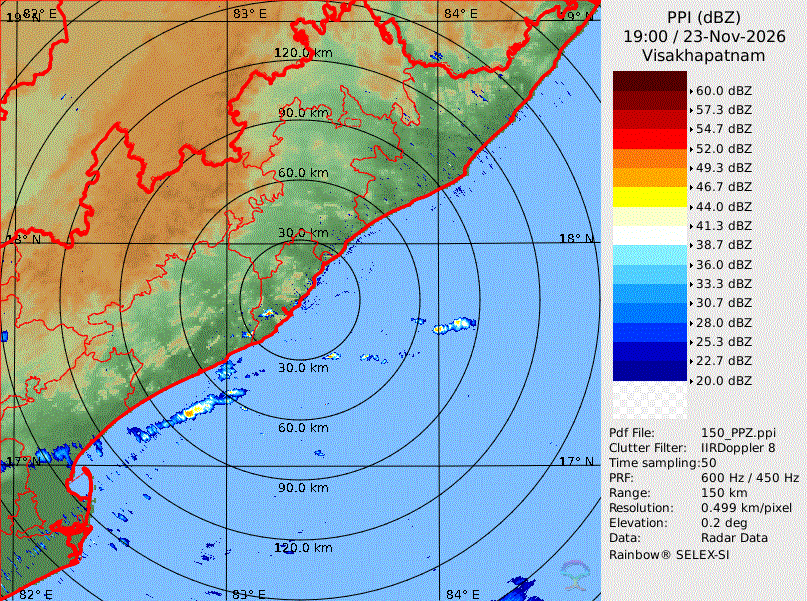 82° E 83° E 84° E
19° N 19° N
120.0 km
90.0 km
60.0 km
30.0 km
18° N 18° N
30.0 km
60.0 km
17° N 17° N
90.0 km
120.0 km
82° E 83° E 84° E
PPI (dBZ)
19:00 / 23-Nov-2026
Visakhapatnam
60.0 dBZ
57.3 dBZ
54.7 dBZ
52.0 dBZ
49.3 dBZ
46.7 dBZ
44.0 dBZ
41.3 dBZ
38.7 dBZ
36.0 dBZ
33.3 dBZ
30.7 dBZ
28.0 dBZ
25.3 dBZ
22.7 dBZ
20.0 dBZ
Pdf File: 150_PPZ.ppi
Clutter Filter: IIRDoppler 8
Time sampling:50
PRF: 600 Hz / 450 Hz
Range: 150 km
Resolution: 0.499 km/pixel
Elevation: 0.2 deg
Data: Radar Data
Rainbow® SELEX-SI